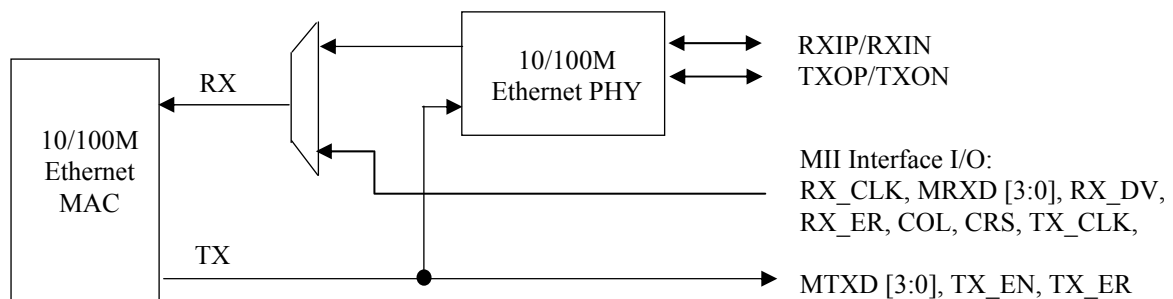 10/100M
Ethernet
MAC
RX
TX
10/100M
Ethernet PHY
RXIP/RXIN
TXOP/TXON
MII Interface I/O:
RX_CLK, MRXD [3:0], RX_DV,
RX_ER, COL, CRS, TX_CLK,
MTXD [3:0], TX_EN, TX_ER